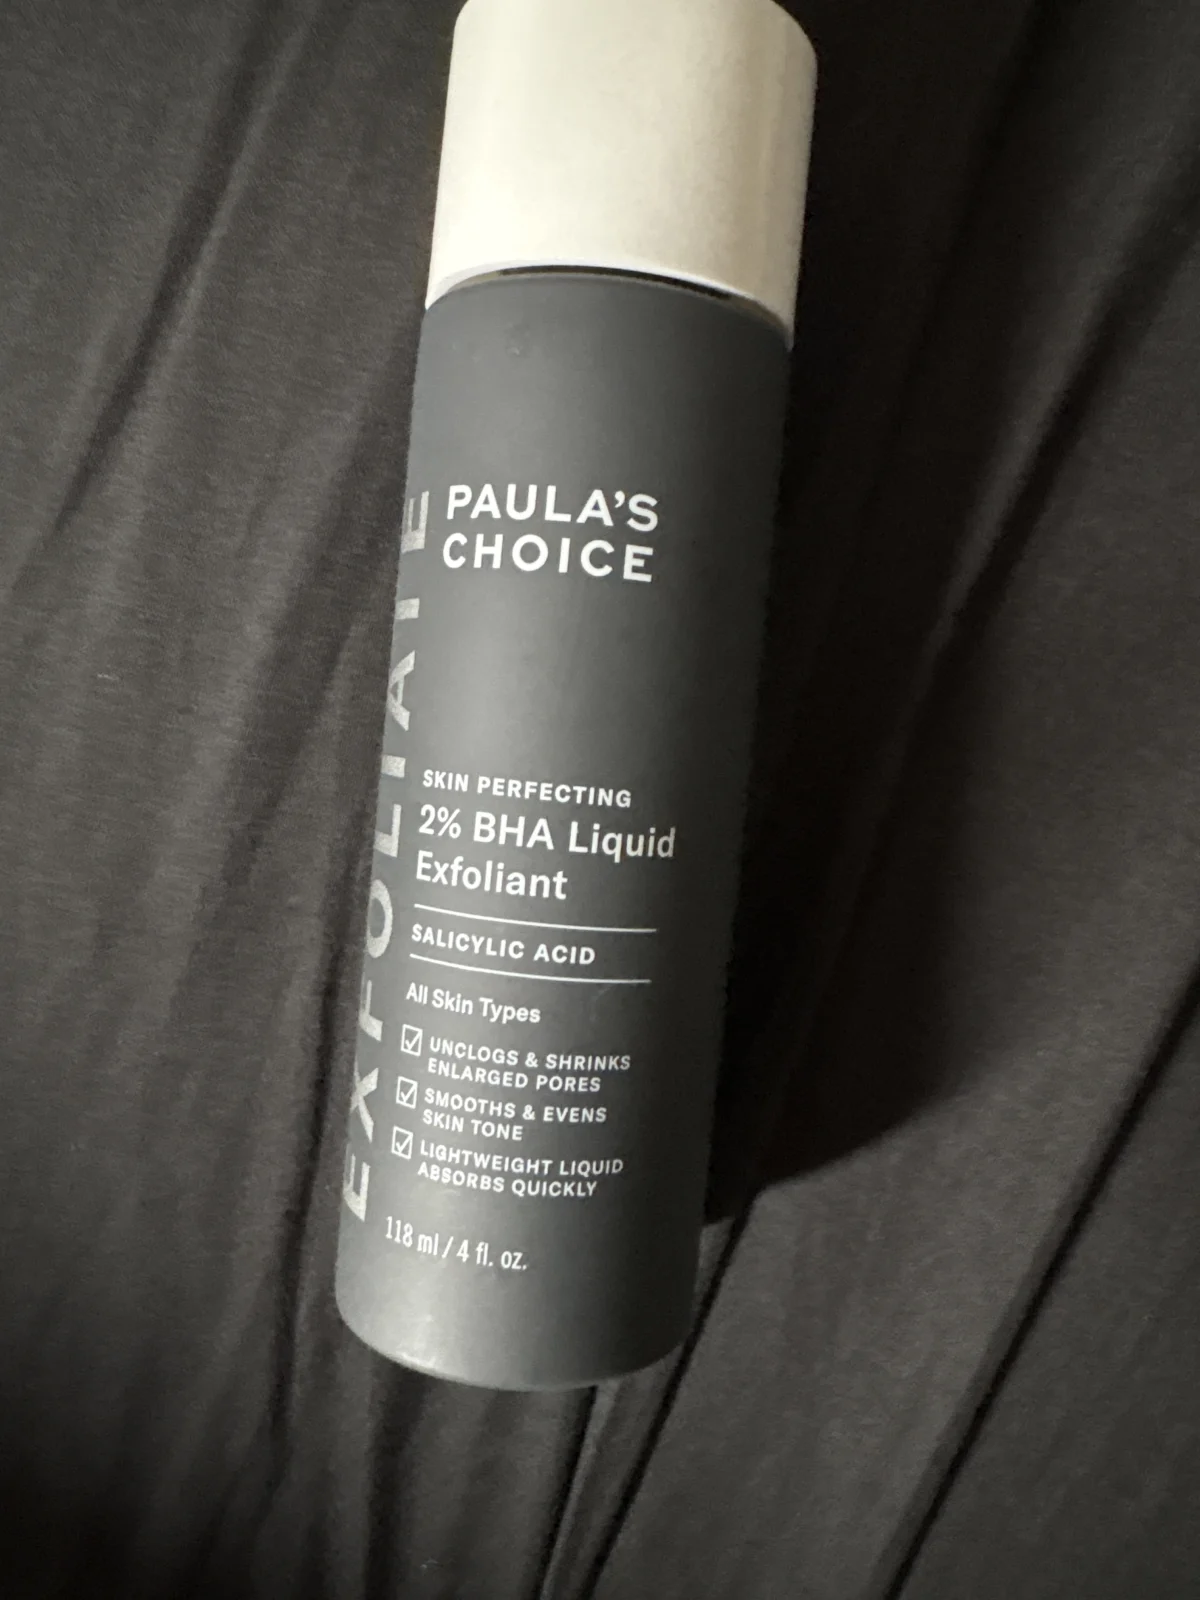 PAULA'S
CHOICE
EXFOLIATE
SKIN PERFECTING
2% BHA Liquid
Exfoliant
SALICYLIC ACID
All Skin Types
UNCLOGS & SHRINKS
ENLARGED PORES
SMOOTHS & EVENS
SKIN TONE
LIGHTWEIGHT LIQUID
ABSORBS QUICKLY
118 ml / 4 fl. oz.